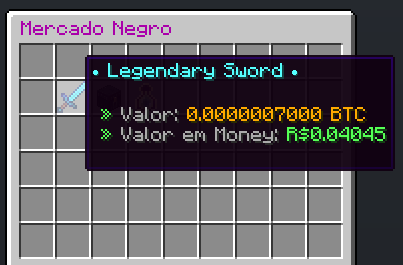 Mercado Negro
• Legendary Sword •
» Valor: 0.0000007000 BTC
» Valor em Money: R$0,04045